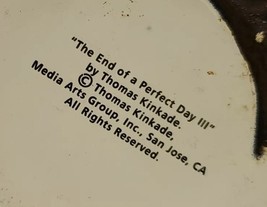 "The End of a Perfect Day III"
by Thomas Kinkade.
© Thomas Kinkade,
Media Arts Group, Inc., San Jose, CA
All Rights Reserved.